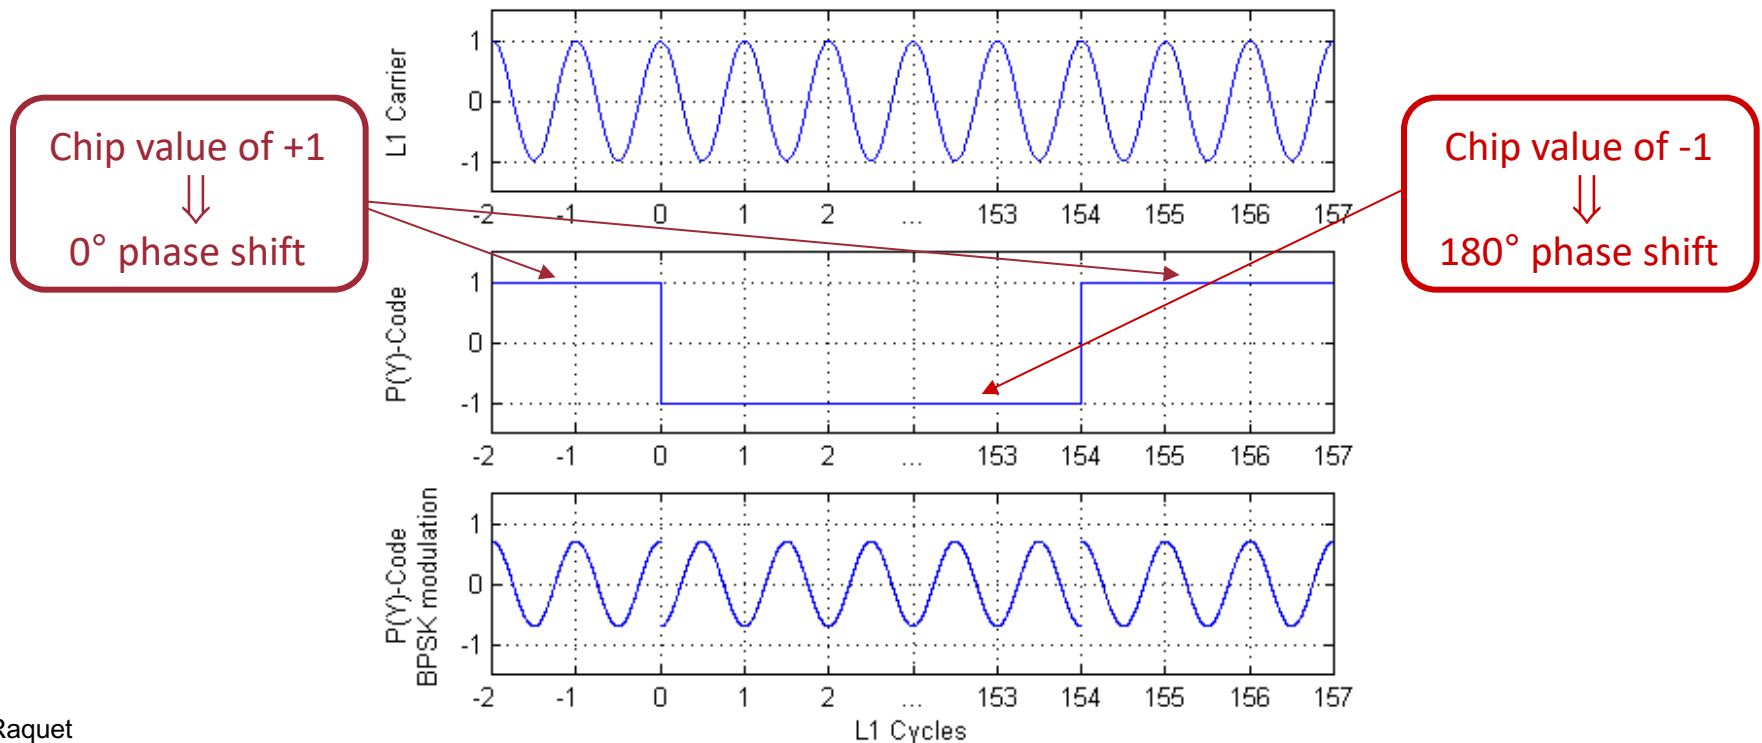 Chip value of +1
⇓
0° phase shift
Chip value of -1
⇓
180° phase shift
L1 Carrier
1
0
-1
-2 -1 0 1 2 ... 153 154 155 156 157
P(Y)-Code
1
0
-1
-2 -1 0 1 2 ... 153 154 155 156 157
P(Y)-Code
BPSK modulation
1
0
-1
-2 -1 0 1 2 ... 153 154 155 156 157
L1 Cycles
Raquet